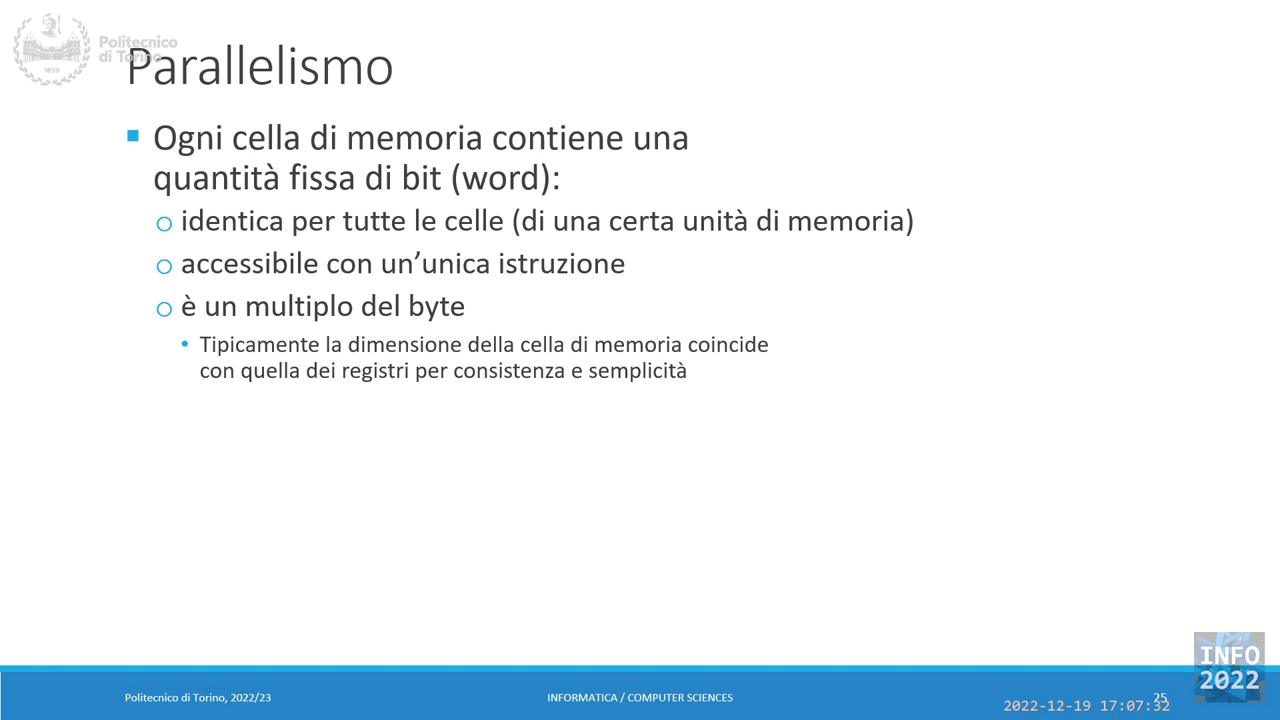 Politecnico
di Torino
1859
Parallelismo
Ogni cella di memoria contiene una
quantità fissa di bit (word):
identica per tutte le celle (di una certa unità di memoria)
accessibile con un’unica istruzione
è un multiplo del byte
Tipicamente la dimensione della cella di memoria coincide
con quella dei registri per consistenza e semplicità
INFO
2022
Politecnico di Torino, 2022/23
INFORMATICA / COMPUTER SCIENCES
25
2022-12-19 17:07:32